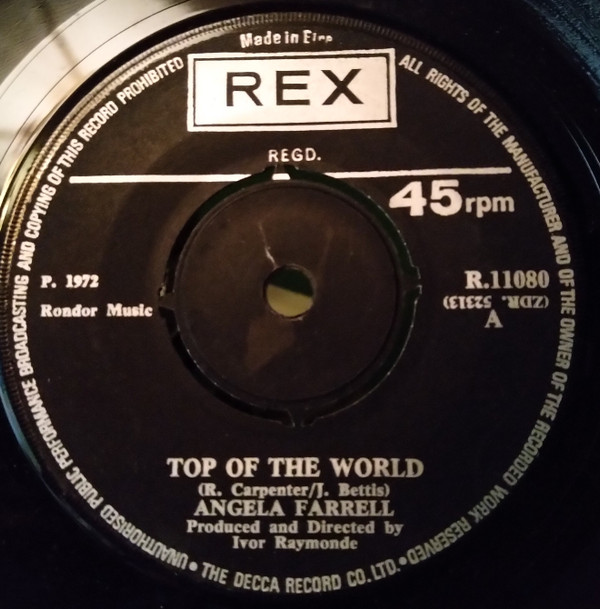 Made in Eire
REX
REGD.
45 rpm
P. 1972
Rondor Music
R.11080
(ZDR. 52313)
A
TOP OF THE WORLD
(R. Carpenter/J. Bettis)
ANGELA FARRELL
Produced and Directed by
Ivor Raymonde
ALL RIGHTS OF THE MANUFACTURER AND OF THE OWNER OF THE RECORDED WORK RESERVED • THE DECCA RECORD CO. LTD. • UNAUTHORISED PUBLIC PERFORMANCE BROADCASTING AND COPYING OF THIS RECORD PROHIBITED